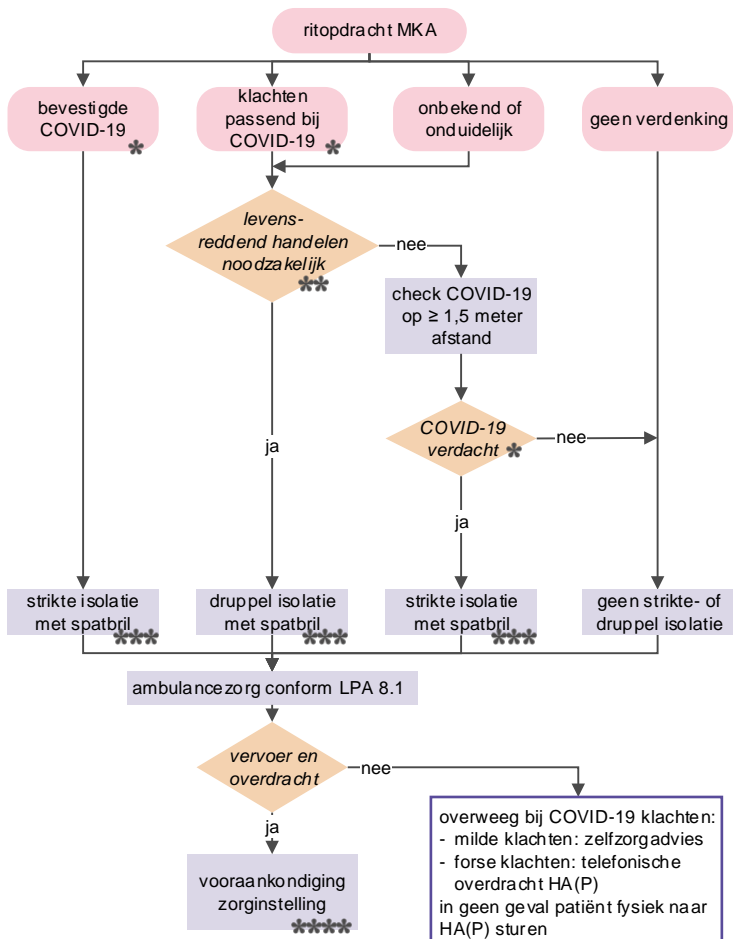 ritopdracht MKA
bevestigde
COVID-19 *
klachten
passend bij
COVID-19 *
onbekend of
onduidelijk
geen verdenking
levens-
reddend handelen
noodzakelijk
**
nee
check COVID-19
op ≥ 1,5 meter
afstand
COVID-19
verdacht *
nee
ja
ja
strikte isolatie
met spatbril
***
druppel isolatie
met spatbril
***
strikte isolatie
met spatbril
***
geen strikte- of
druppel isolatie
ambulancezorg conform LPA 8.1
vervoer en
overdracht
nee
ja
vooraankondiging
zorginstelling
****
overweeg bij COVID-19 klachten:
- milde klachten: zelfzorgadvies
- forse klachten: telefonische
overdracht HA(P)
in geen geval patiënt fysiek naar
HA(P) sturen